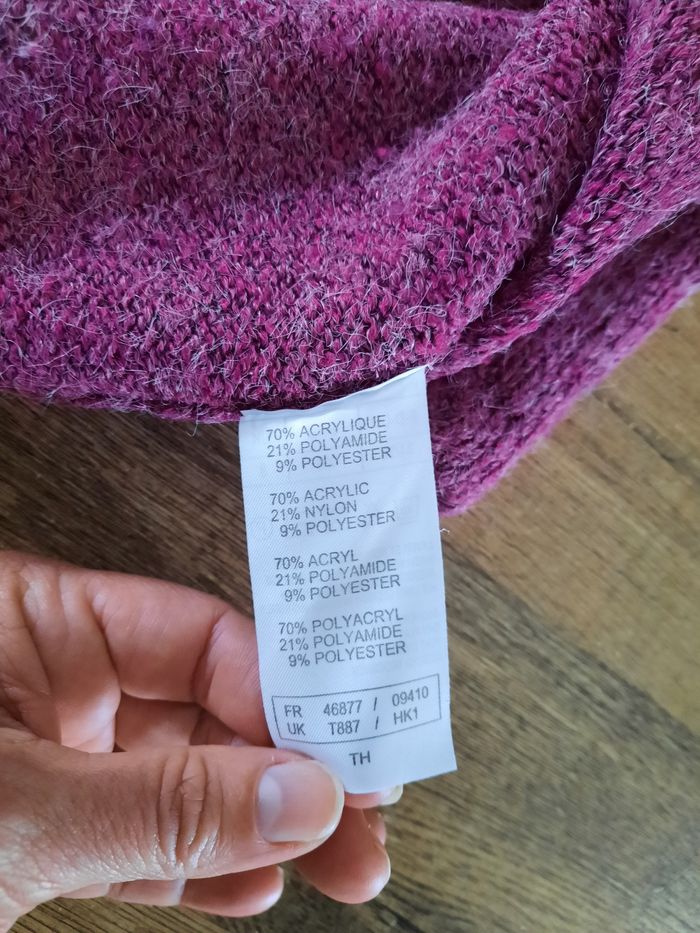 70% ACRYLIQUE
21% POLYAMIDE
9% POLYESTER
70% ACRYLIC
21% NYLON
9% POLYESTER
70% ACRYL
21% POLYAMIDE
9% POLYESTER
70% POLYACRYL
21% POLYAMIDE
9% POLYESTER
FR 46877 / 09410
UK T887 / HK1
TH